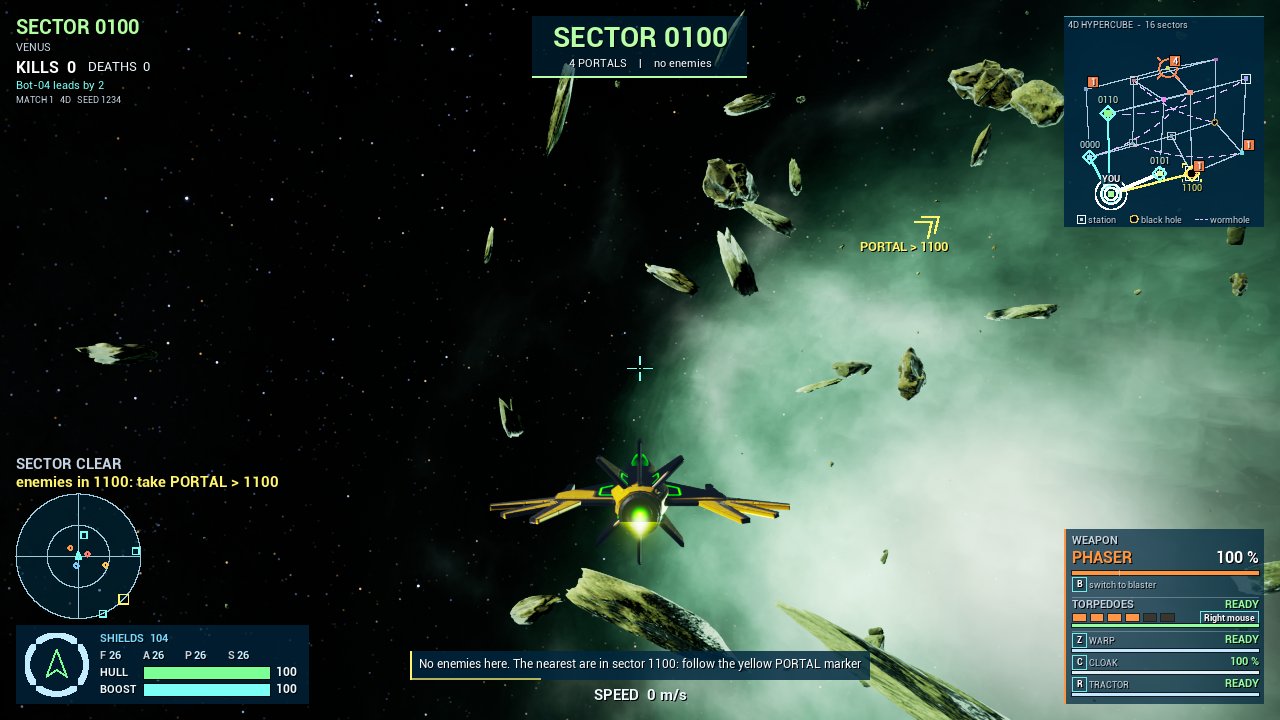 SECTOR 0100
VENUS
KILLS 0 DEATHS 0
Bot-04 leads by 2
MATCH 1 4D SEED 1234
SECTOR 0100
4 PORTALS | no enemies
4D HYPERCUBE - 16 sectors
4
1
0110
0000
0101
1
1
YOU
1100
station black hole wormhole
PORTAL > 1100
SECTOR CLEAR
enemies in 1100: take PORTAL > 1100
SHIELDS 104
F 26 A 26 P 26 S 26
HULL 100
BOOST 100
No enemies here. The nearest are in sector 1100: follow the yellow PORTAL marker
SPEED 0 m/s
WEAPON
PHASER 100 %
B switch to blaster
TORPEDOES READY
Right mouse
Z WARP READY
C CLOAK 100 %
R TRACTOR READY